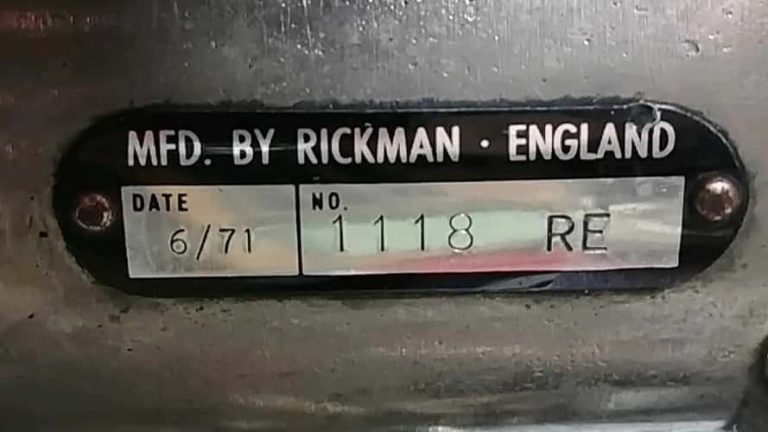 MFD. BY RICKMAN · ENGLAND
DATE NO.
6/71 1118 RE